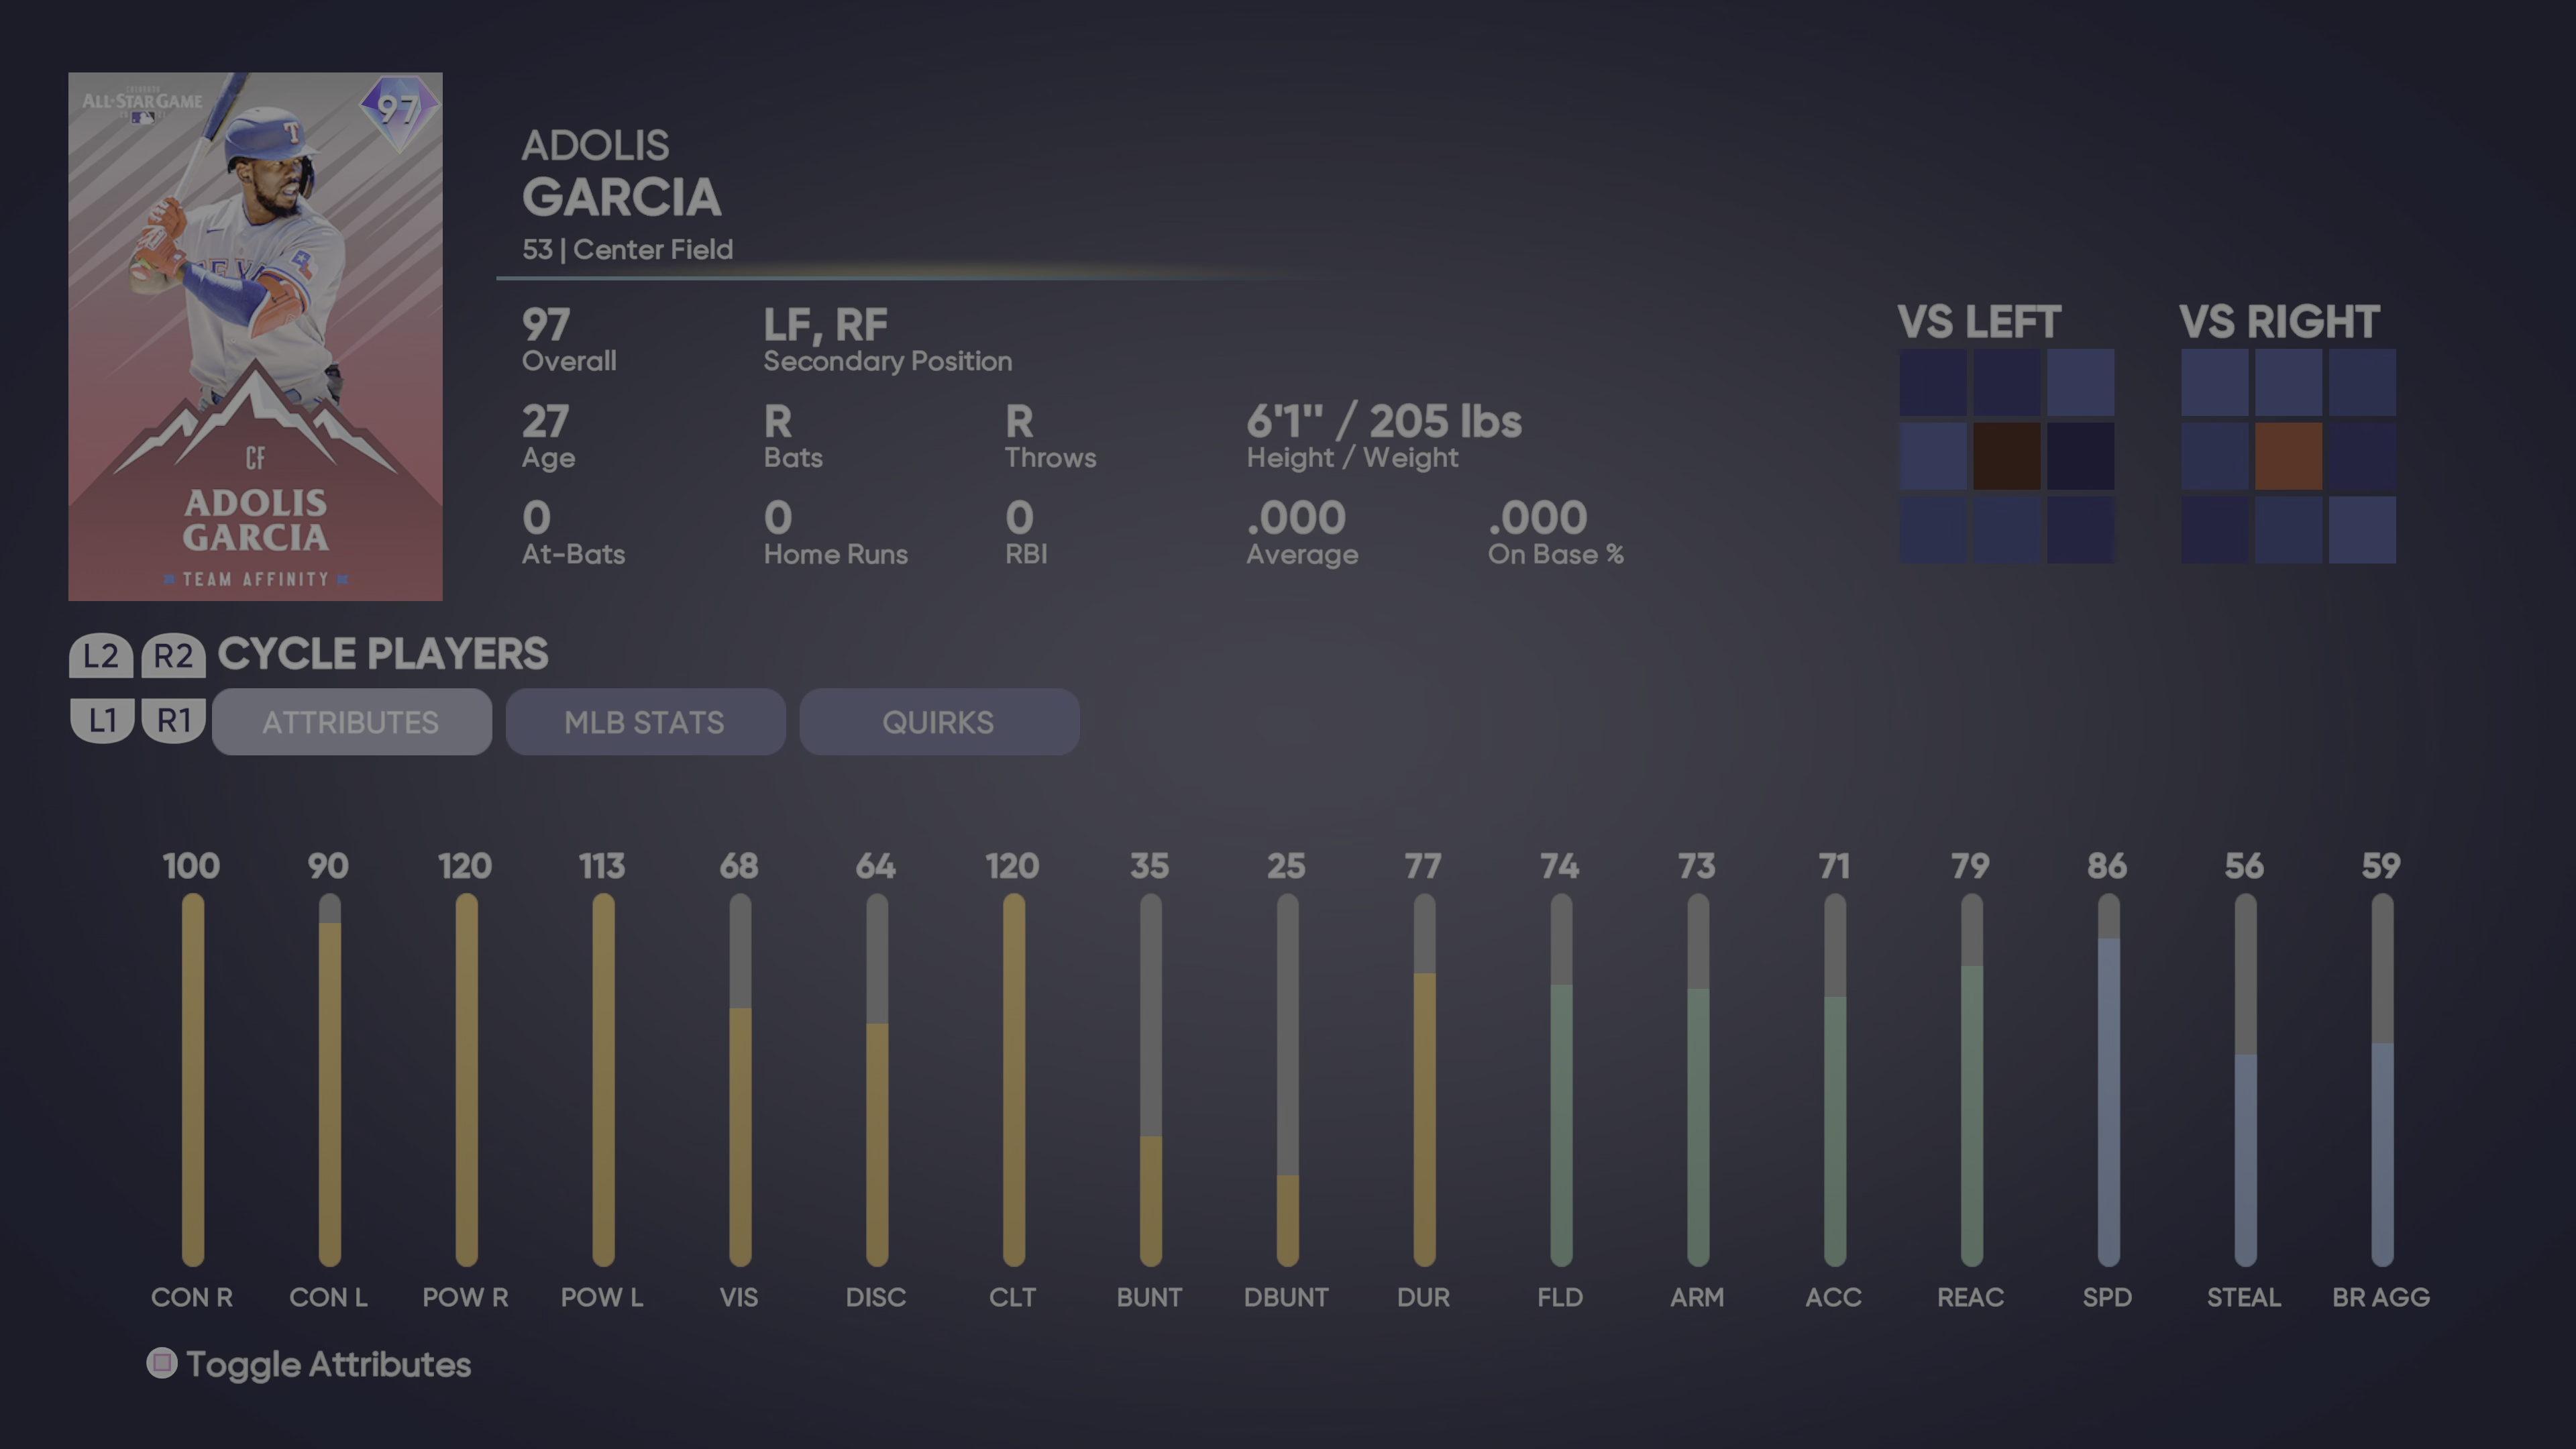 COLORADO
ALL-STAR GAME
97
T
TEXA
CF
ADOLIS
GARCIA
TEAM AFFINITY
ADOLIS
GARCIA
53 | Center Field
97
Overall
LF, RF
Secondary Position
27
Age
R
Bats
R
Throws
6'1" / 205 lbs
Height / Weight
0
At-Bats
0
Home Runs
0
RBI
.000
Average
.000
On Base %
VS LEFT
VS RIGHT
L2 R2 CYCLE PLAYERS
L1 R1 ATTRIBUTES MLB STATS QUIRKS
100 90 120 113 68 64 120 35 25 77 74 73 71 79 86 56 59
CON R CON L POW R POW L VIS DISC CLT BUNT DBUNT DUR FLD ARM ACC REAC SPD STEAL BR AGG
Toggle Attributes